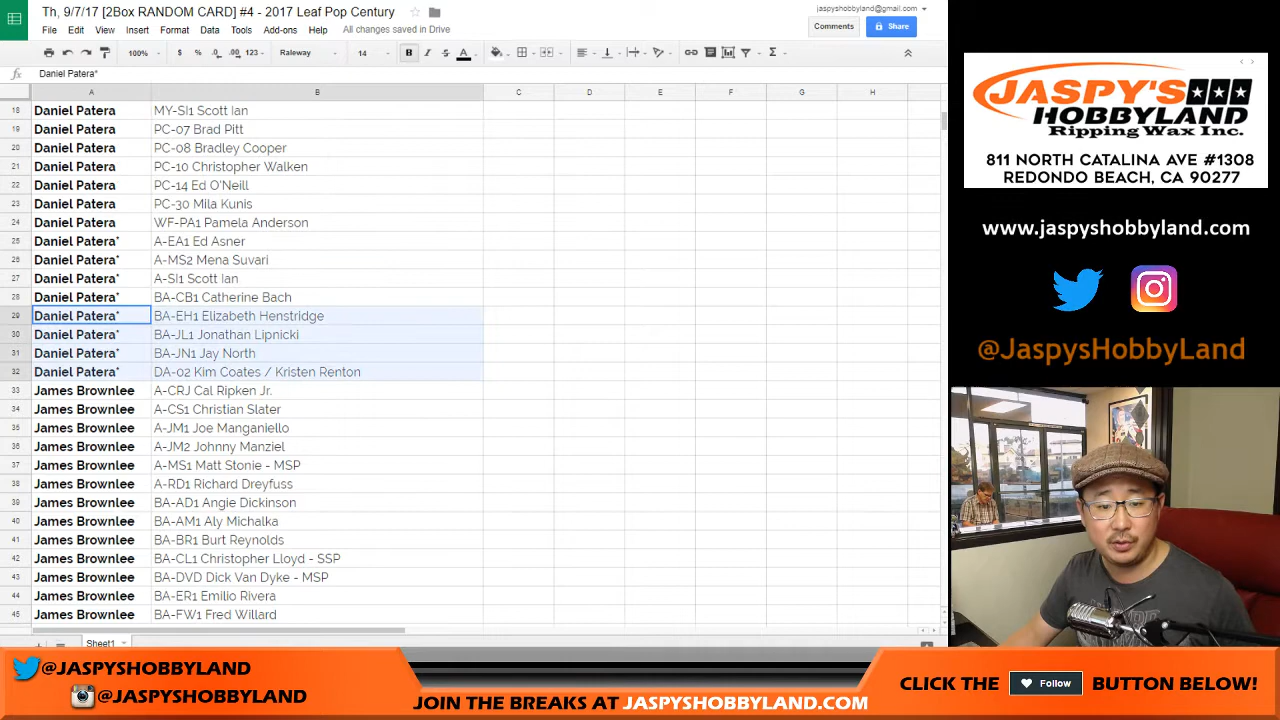 Th, 9/7/17 [2Box RANDOM CARD] #4 - 2017 Leaf Pop Century
jaspyshobbyland@gmail.com
File Edit View Insert Format Data Tools Add-ons Help All changes saved in Drive
Comments
Share
100% $ % .0 .00 123 Raleway 14 B I S A
fx Daniel Patera*
A B C D E F G H
18 Daniel Patera MY-SI1 Scott Ian
19 Daniel Patera PC-07 Brad Pitt
20 Daniel Patera PC-08 Bradley Cooper
21 Daniel Patera PC-10 Christopher Walken
22 Daniel Patera PC-14 Ed O'Neill
23 Daniel Patera PC-30 Mila Kunis
24 Daniel Patera WF-PA1 Pamela Anderson
25 Daniel Patera* A-EA1 Ed Asner
26 Daniel Patera* A-MS2 Mena Suvari
27 Daniel Patera* A-SI1 Scott Ian
28 Daniel Patera* BA-CB1 Catherine Bach
29 Daniel Patera* BA-EH1 Elizabeth Henstridge
30 Daniel Patera* BA-JL1 Jonathan Lipnicki
31 Daniel Patera* BA-JN1 Jay North
32 Daniel Patera* DA-02 Kim Coates / Kristen Renton
33 James Brownlee A-CRJ Cal Ripken Jr.
34 James Brownlee A-CS1 Christian Slater
35 James Brownlee A-JM1 Joe Manganiello
36 James Brownlee A-JM2 Johnny Manziel
37 James Brownlee A-MS1 Matt Stonie - MSP
38 James Brownlee A-RD1 Richard Dreyfuss
39 James Brownlee BA-AD1 Angie Dickinson
40 James Brownlee BA-AM1 Aly Michalka
41 James Brownlee BA-BR1 Burt Reynolds
42 James Brownlee BA-CL1 Christopher Lloyd - SSP
43 James Brownlee BA-DVD Dick Van Dyke - MSP
44 James Brownlee BA-ER1 Emilio Rivera
45 James Brownlee BA-FW1 Fred Willard
Sheet1
JASPY'S
HOBBYLAND
Ripping Wax Inc.
811 NORTH CATALINA AVE #1308
REDONDO BEACH, CA 90277
www.jaspyshobbyland.com
@JaspysHobbyLand
@JASPYSHOBBYLAND
@JASPYSHOBBYLAND
JOIN THE BREAKS AT JASPYSHOBBYLAND.COM
CLICK THE Follow BUTTON BELOW!